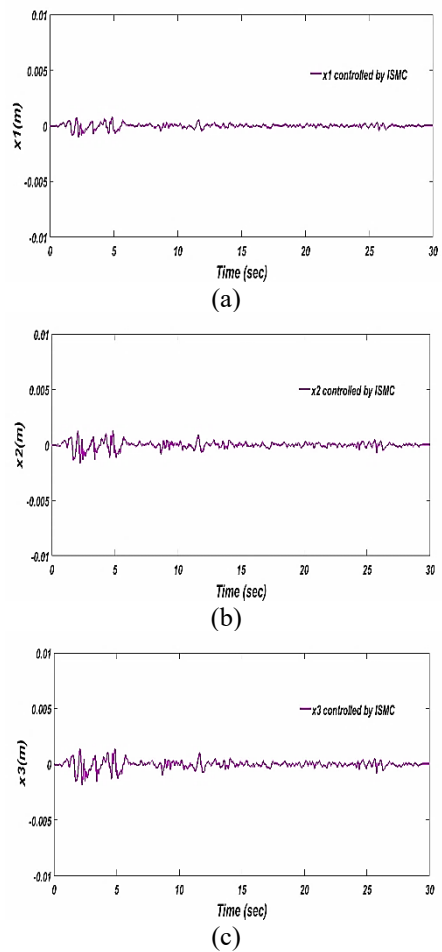 0.01
0.005
0
-0.005
-0.01
x1(m)
x1 controlled by ISMC
0 5 10 15 20 25 30
Time (sec)
(a)
0.01
0.005
0
-0.005
-0.01
x2(m)
x2 controlled by ISMC
0 5 10 15 20 25 30
Time (sec)
(b)
0.01
0.005
0
-0.005
-0.01
x3(m)
x3 controlled by ISMC
0 5 10 15 20 25 30
Time (sec)
(c)